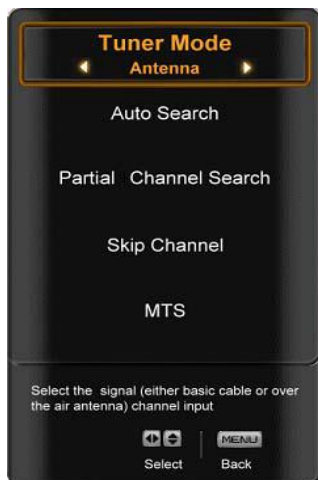 Tuner Mode
Antenna
Auto Search
Partial Channel Search
Skip Channel
MTS
Select the signal (either basic cable or over
the air antenna) channel input
MENU
Select Back